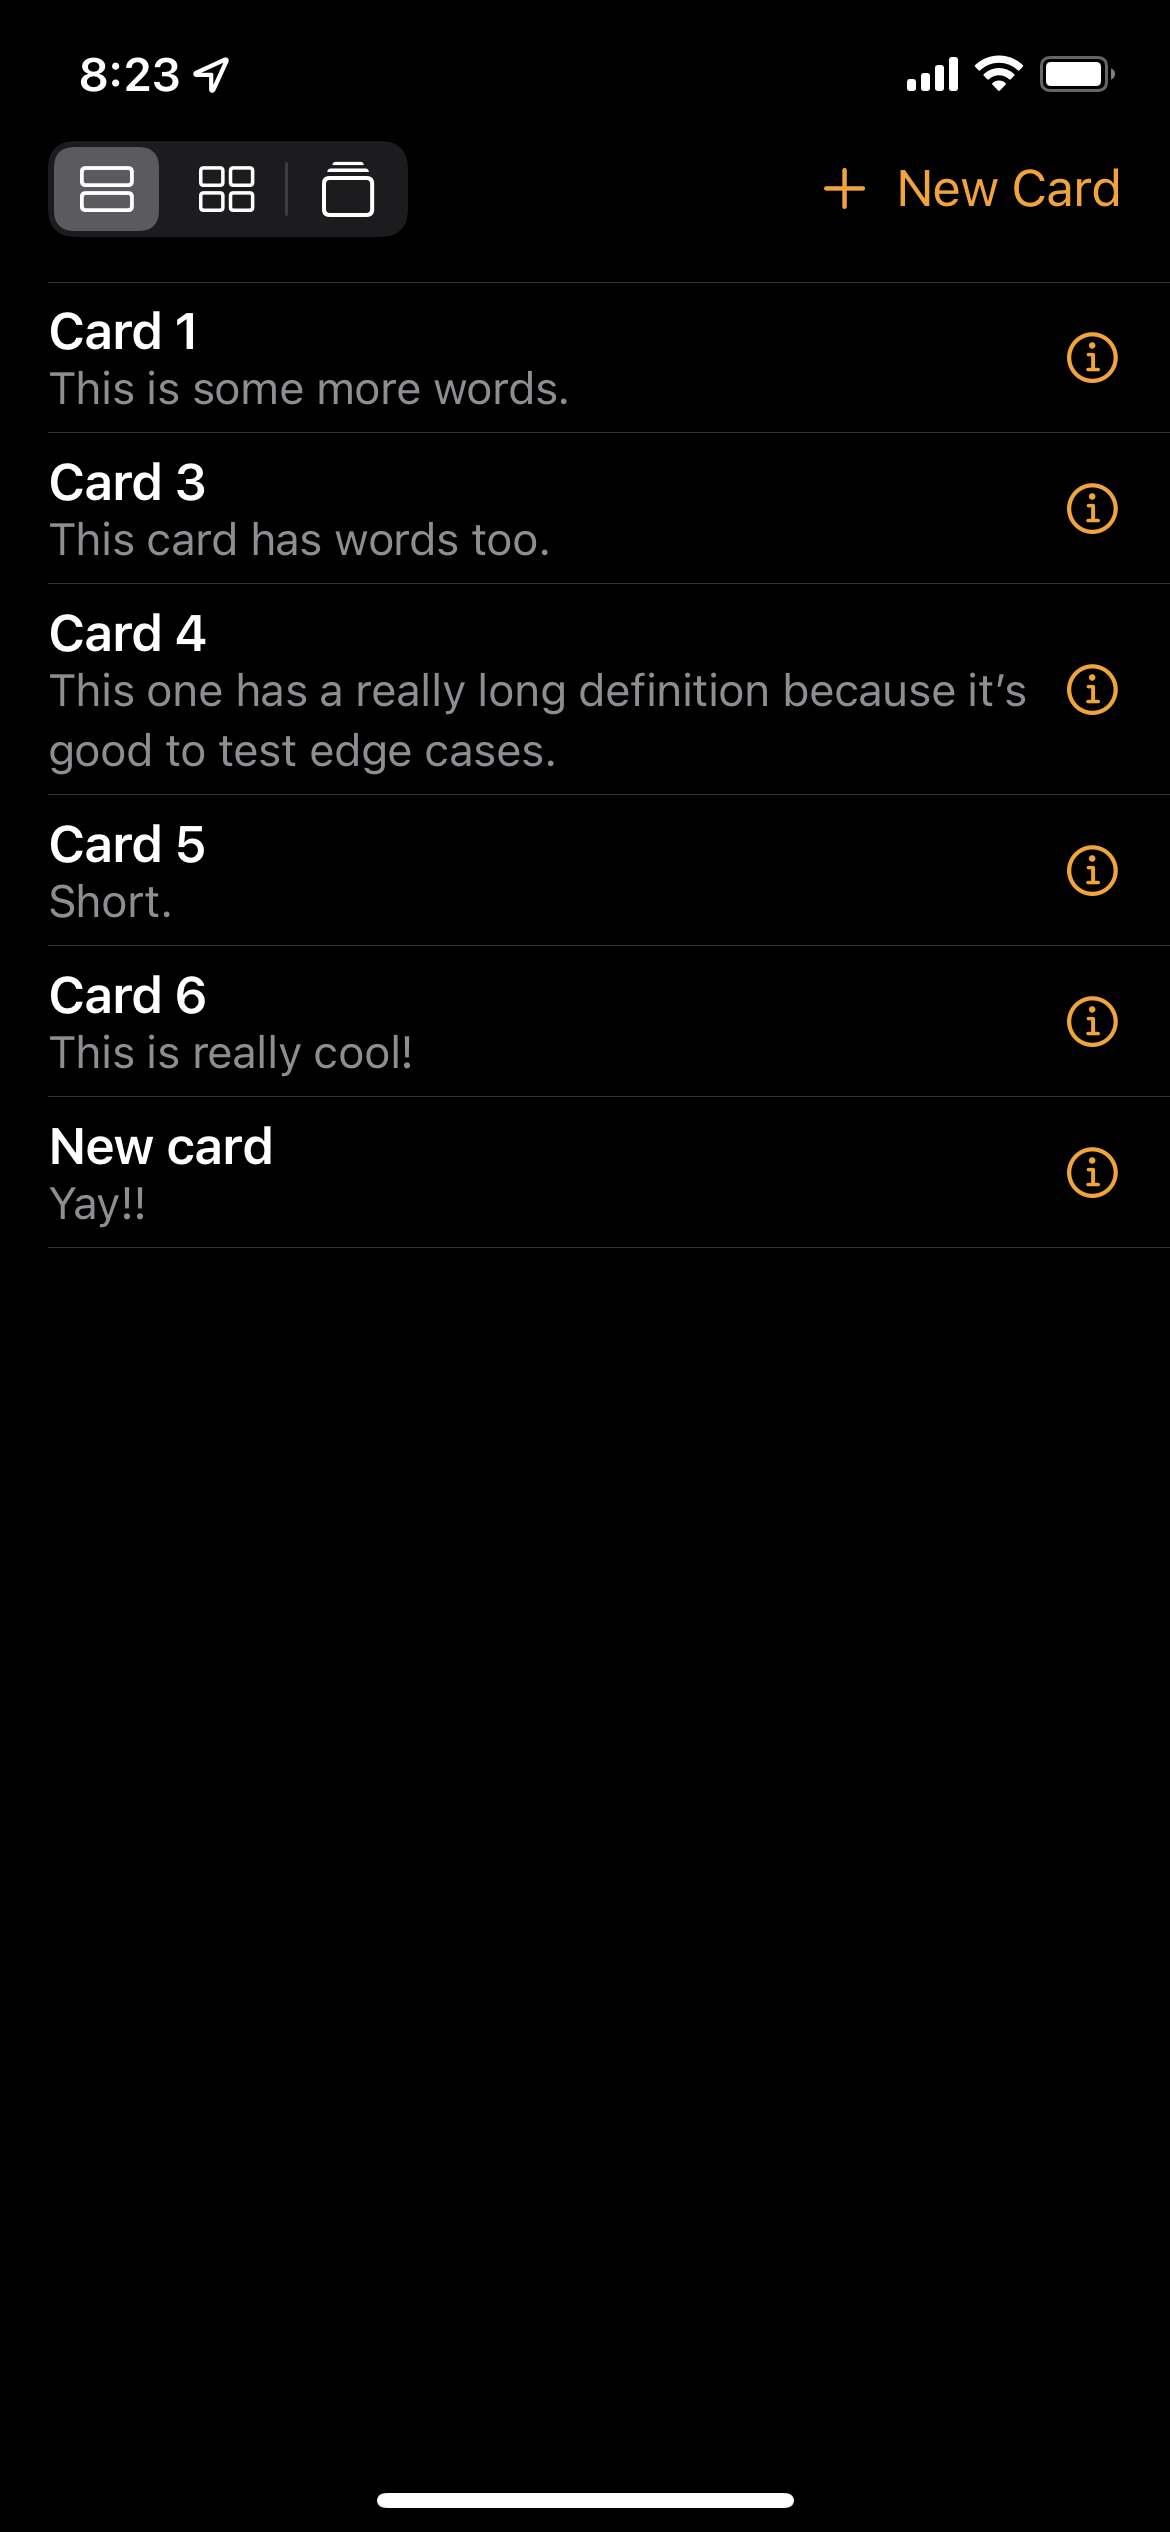 8:23
New Card
Card 1
This is some more words.
Card 3
This card has words too.
Card 4
This one has a really long definition because it’s
good to test edge cases.
Card 5
Short.
Card 6
This is really cool!
New card
Yay!!